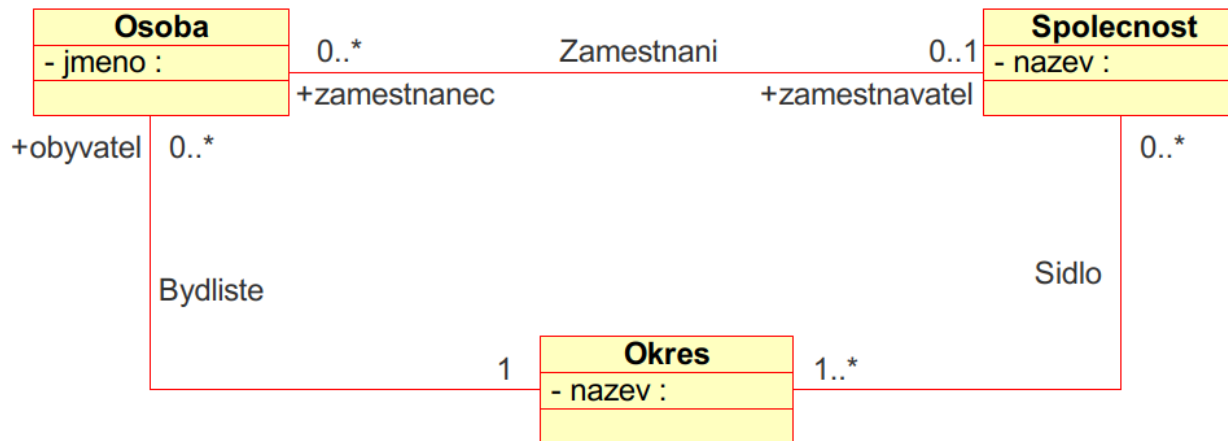 Osoba
- jmeno :
0..*
Zamestnani
0..1
Spolecnost
- nazev :
+zamestnanec
+zamestnavatel
+obyvatel
0..*
0..*
Bydliste
Sidlo
1
Okres
- nazev :
1..*